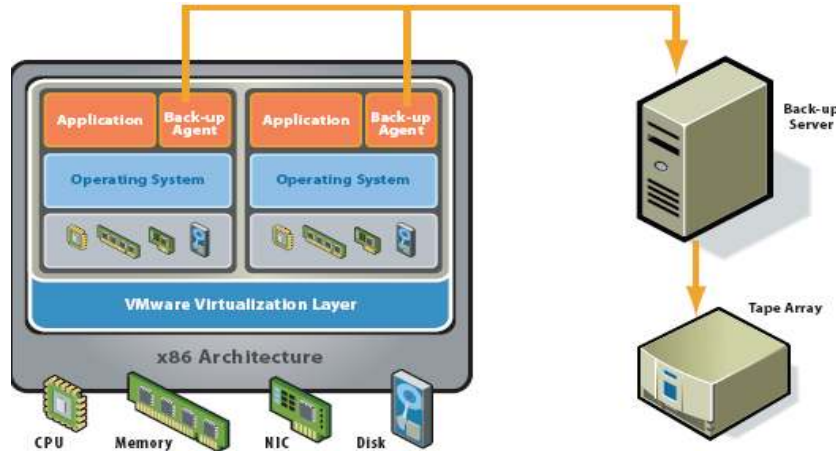 Application
Back-up
Agent
Application
Back-up
Agent
Operating System
Operating System
VMware Virtualization Layer
x86 Architecture
CPU
Memory
NIC
Disk
Back-up
Server
Tape Array